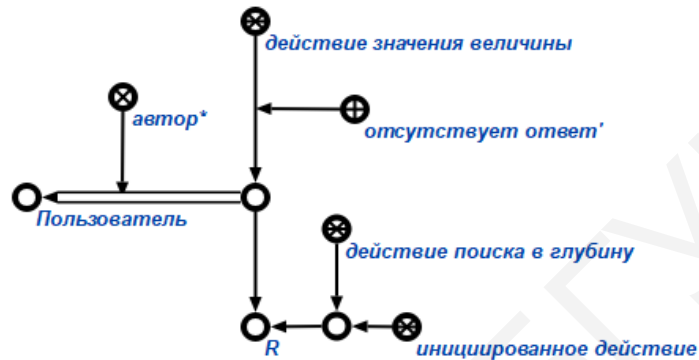 действие значения величины
автор*
отсутствует ответ'
Пользователь
действие поиска в глубину
R
инициированное действие